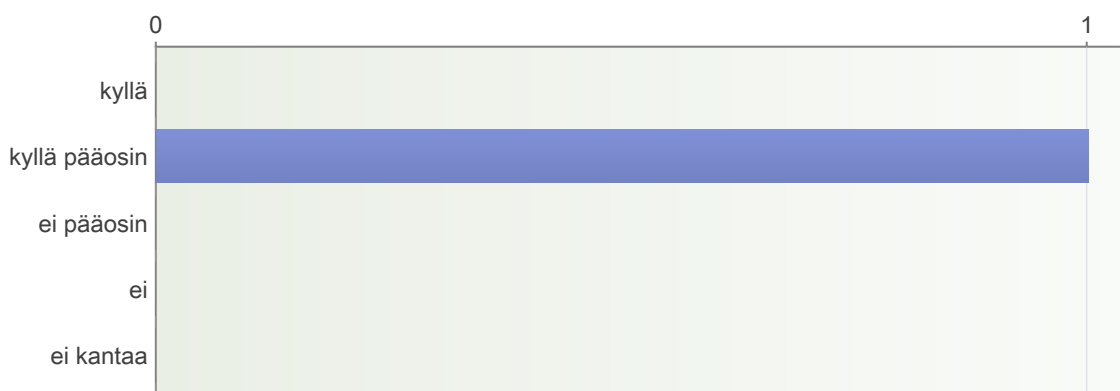 0 1
kyllä
kyllä pääosin
ei pääosin
ei
ei kantaa